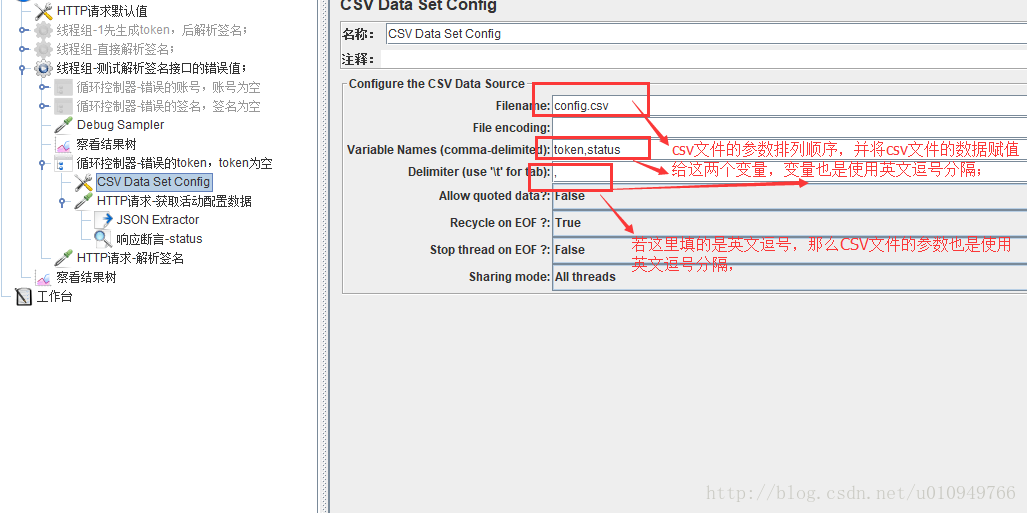 HTTP请求默认值
线程组-1先生成token，后解析签名；
线程组-直接解析签名；
线程组-测试解析签名接口的错误值；
循环控制器-错误的账号，账号为空
循环控制器-错误的签名，签名为空
Debug Sampler
察看结果树
循环控制器-错误的token，token为空
CSV Data Set Config
HTTP请求-获取活动配置数据
JSON Extractor
响应断言-status
HTTP请求-解析签名
察看结果树
工作台
CSV Data Set Config
名称： CSV Data Set Config
注释：
Configure the CSV Data Source
Filename: config.csv
File encoding:
Variable Names (comma-delimited): token,status
Delimiter (use '\t' for tab): ,
Allow quoted data?: False
Recycle on EOF ?: True
Stop thread on EOF ?: False
Sharing mode: All threads
csv文件的参数排列顺序，并将csv文件的数据赋值
给这两个变量，变量也是使用英文逗号分隔；
若这里填的是英文逗号，那么CSV文件的参数也是使用
英文逗号分隔，
http://blog.csdn.net/u010949766